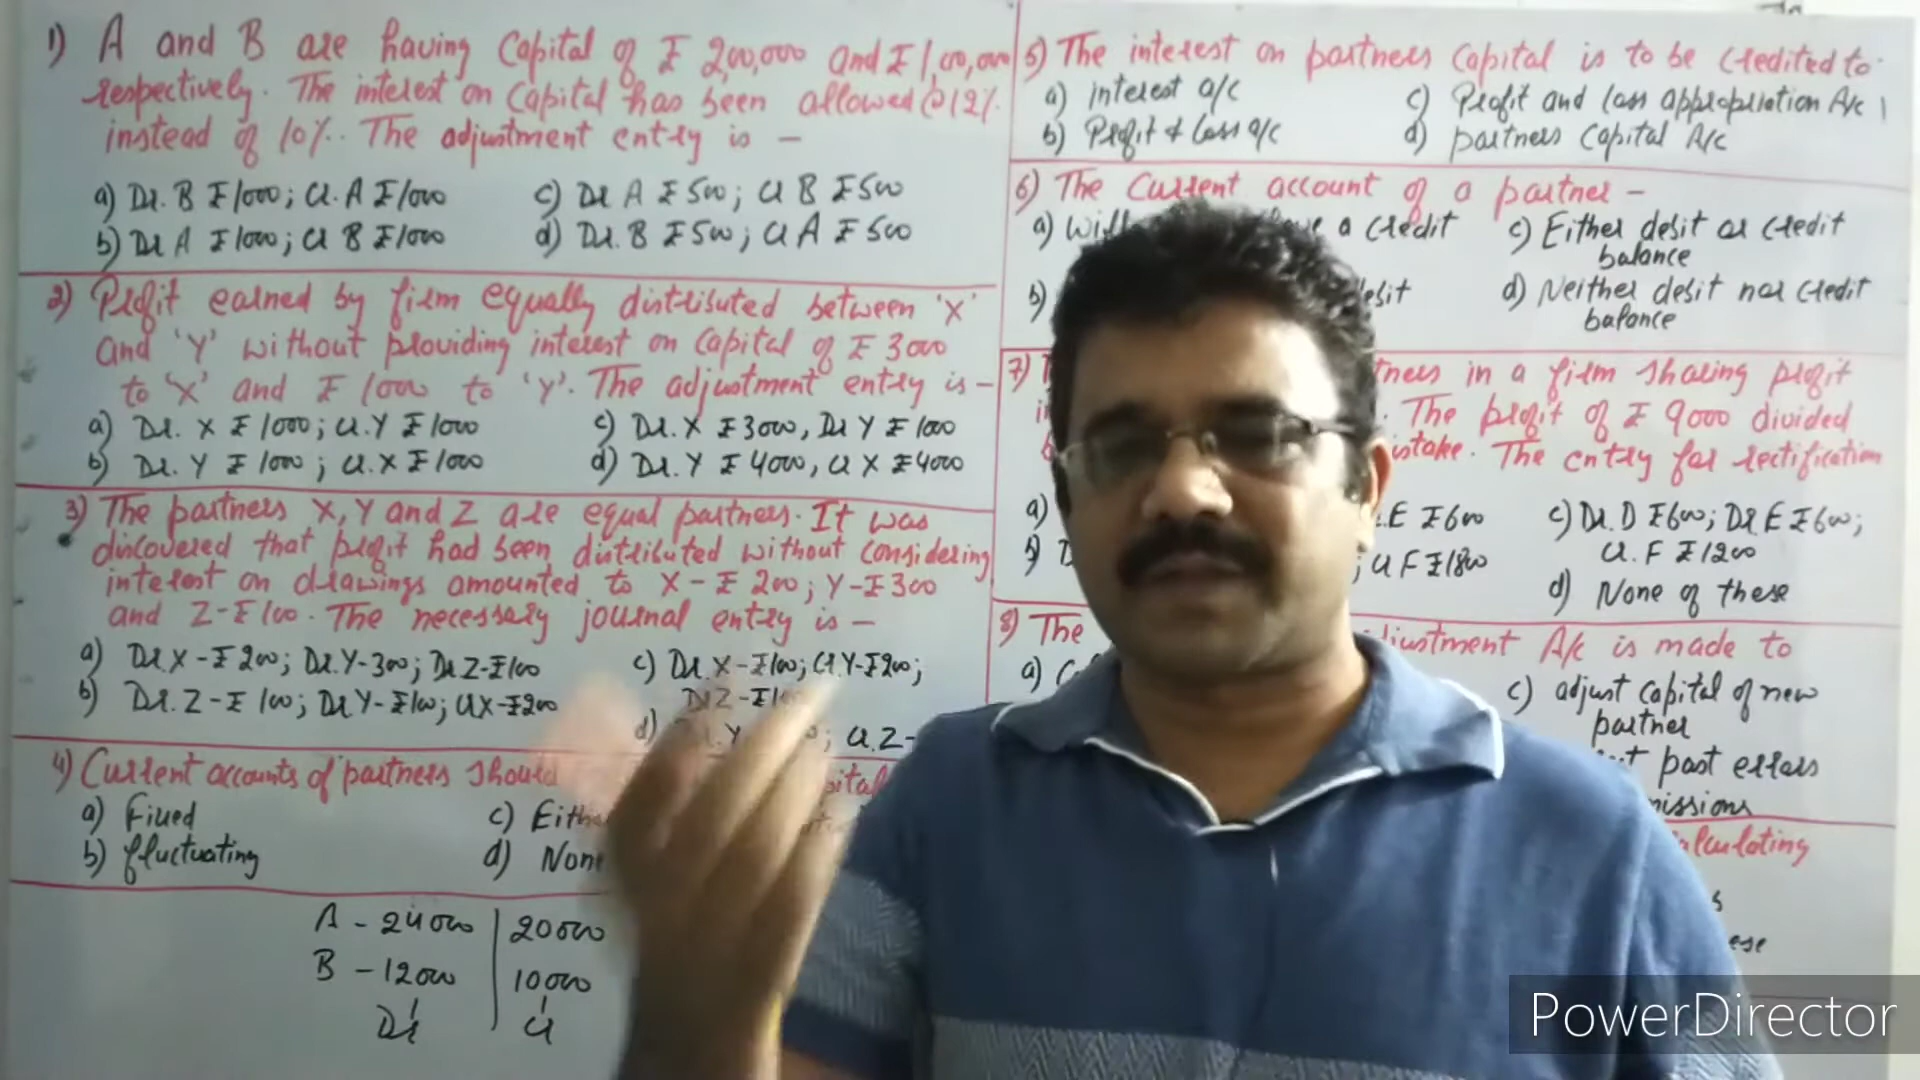 1) A and B are having Capital of ₹ 2,00,000 and ₹ 1,00,000
respectively. The interest on Capital has been allowed @12%
instead of 10%. The adjustment entry is -
a) Dr. B ₹1000; Cr. A ₹1000
b) Dr A ₹1000; Cr B ₹1000
c) Dr A ₹500; Cr B ₹500
d) Dr. B ₹500; Cr A ₹500
2) Profit earned by firm equally distributed between 'X'
and 'Y' without providing interest on Capital of ₹ 3000
to 'X' and ₹ 1000 to 'Y'. The adjustment entry is -
a) Dr. X ₹1000; Cr. Y ₹1000
b) Dr. Y ₹1000; Cr. X ₹1000
c) Dr. X ₹3000, Dr Y ₹1000
d) Dr. Y ₹4000, Cr X ₹4000
3) The partners X, Y and Z are equal partners. It was
discovered that profit had been distributed without considering
interest on drawings amounted to X-₹200; Y-₹300
and Z-₹100. The necessary journal entry is -
a) Dr. X-₹200; Dr. Y-300; Dr. Z-₹100
b) Dr. Z-₹100; Dr Y-₹100; Cr X-₹200
c) Dr. X-₹100; Cr. Y-₹200;
Dr Z-
d) Y ; Cr. Z-
4) Current accounts of partners should
a) Fixed
b) fluctuating
c)
d)
A - 24000 20000
B - 12000 10000
Dr Cr
5) The interest on partners Capital is to be credited to
a) interest a/c
b) Profit & Loss a/c
c) Profit and loss appropriation A/c
d) partners Capital A/c
6) The Current account of a partner -
a) a credit
b)
c) Either debit or credit
balance
d) Neither debit nor credit
balance
7) in a firm sharing profit
The profit of ₹ 9000 divided
The entry for rectification
a) E ₹600
b) ; Cr F ₹1800
c) Dr. D ₹600; Dr E ₹600;
Cr. F ₹1200
d) None of these
8) The A/c is made to
a)
c) adjust capital of new
partner
past errors
PowerDirector